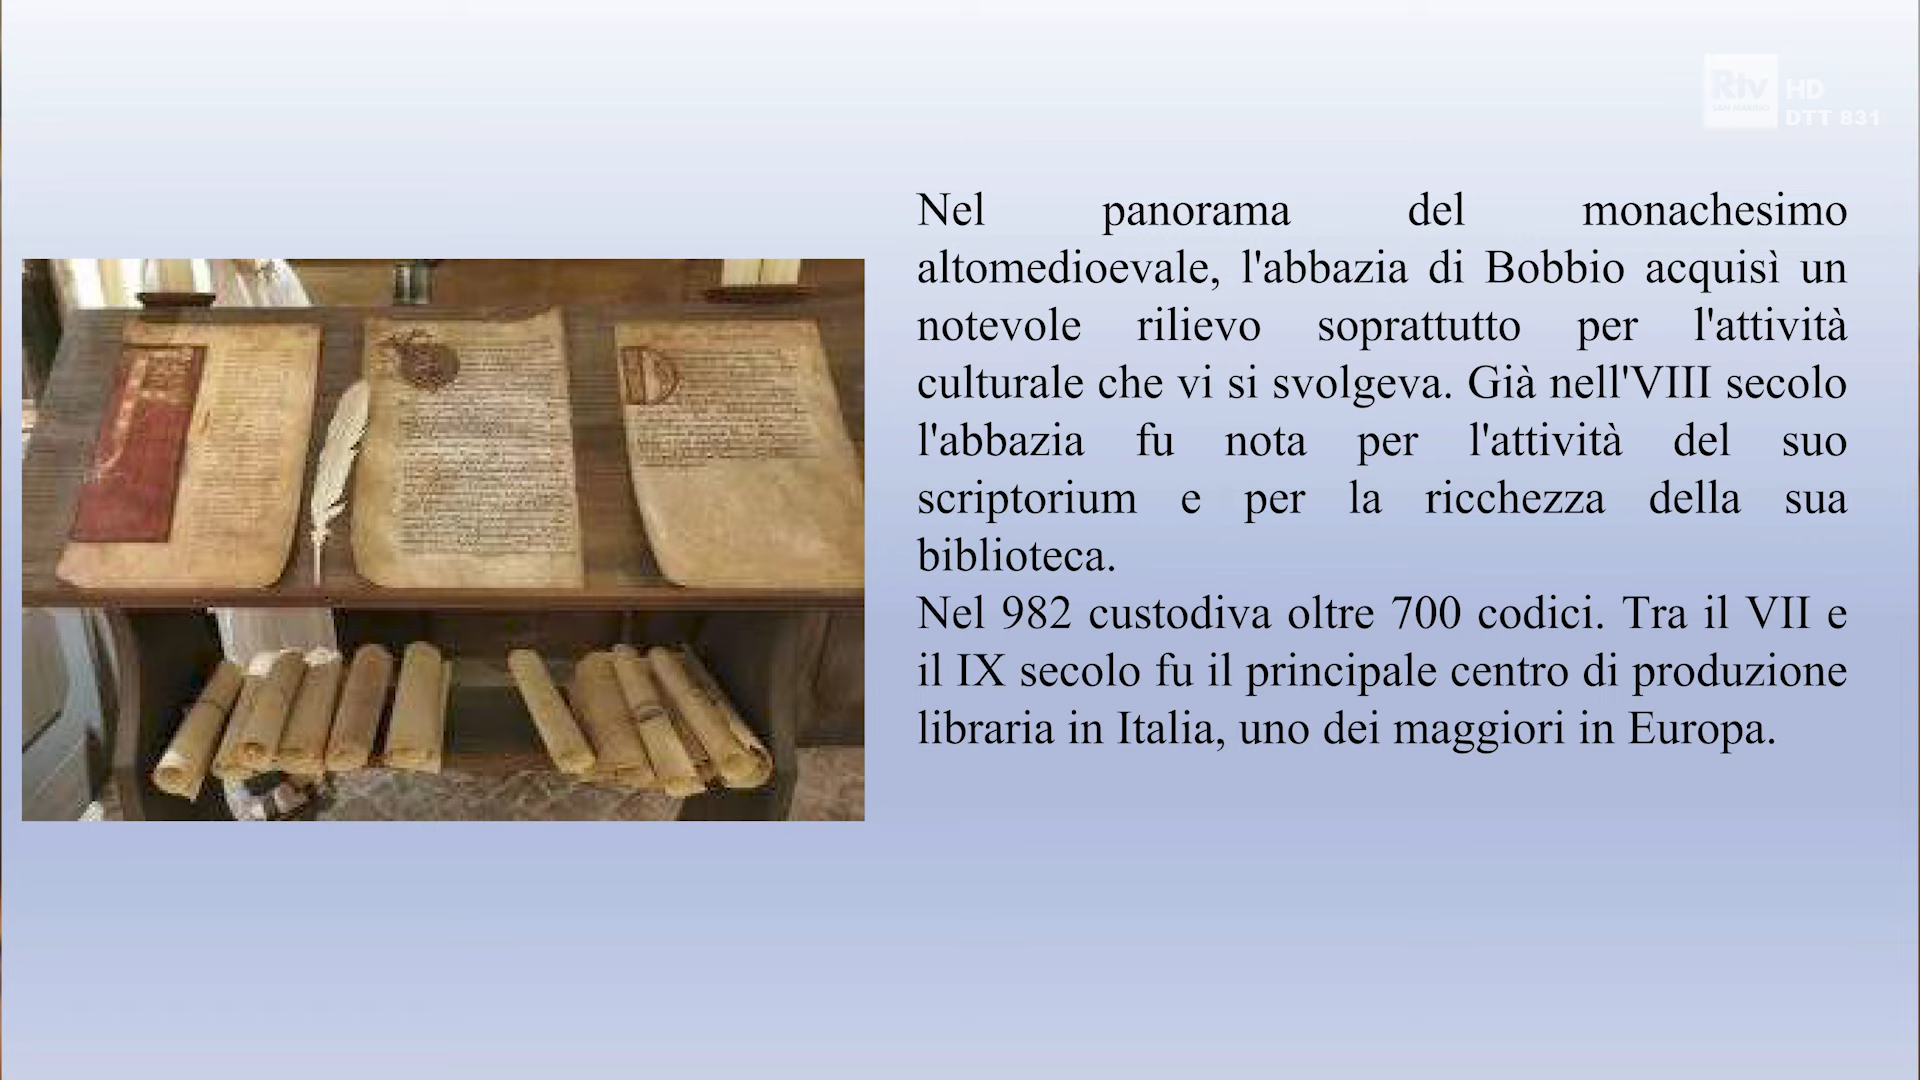 Rtv
SAN MARINO
HD
DTT 831
Nel panorama del monachesimo
altomedioevale, l'abbazia di Bobbio acquisì un
notevole rilievo soprattutto per l'attività
culturale che vi si svolgeva. Già nell'VIII secolo
l'abbazia fu nota per l'attività del suo
scriptorium e per la ricchezza della sua
biblioteca.
Nel 982 custodiva oltre 700 codici. Tra il VII e
il IX secolo fu il principale centro di produzione
libraria in Italia, uno dei maggiori in Europa.